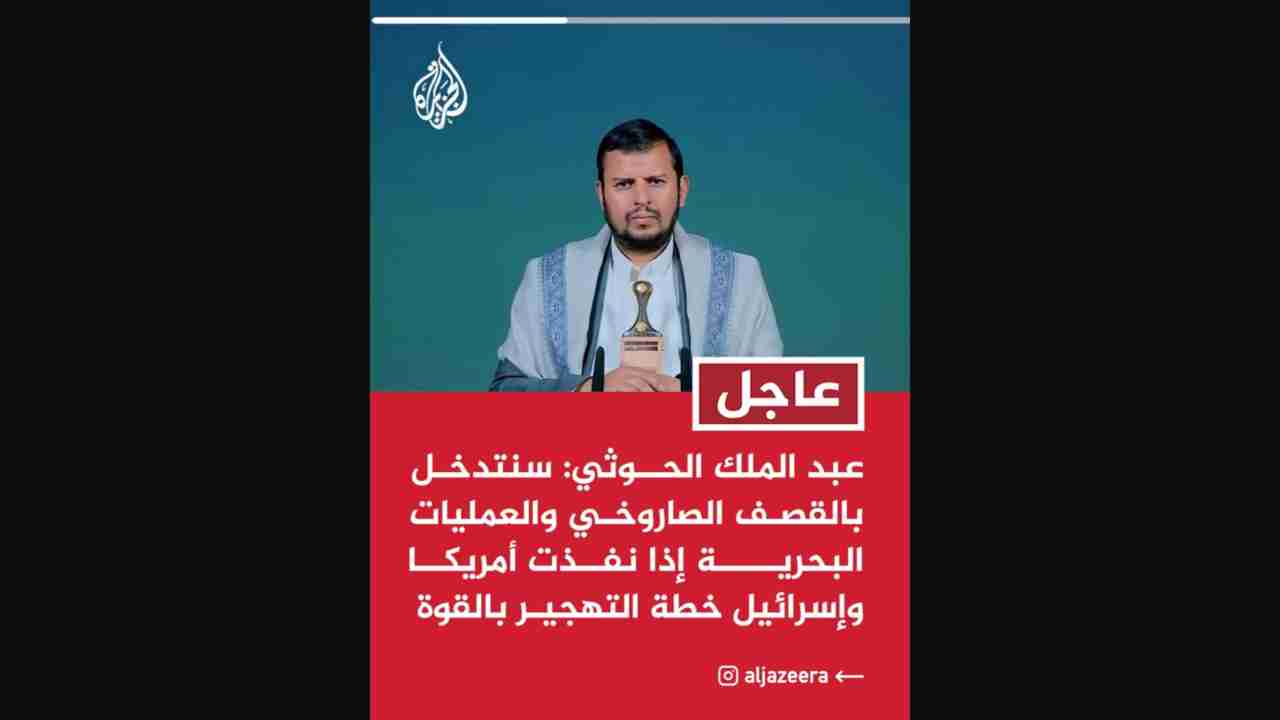 الجزيرة
عاجل
عبد الملك الحوثي: سنتدخل
بالقصف الصاروخي والعمليات
البحرية إذا نفذت أمريكا
وإسرائيل خطة التهجير بالقوة
aljazeera